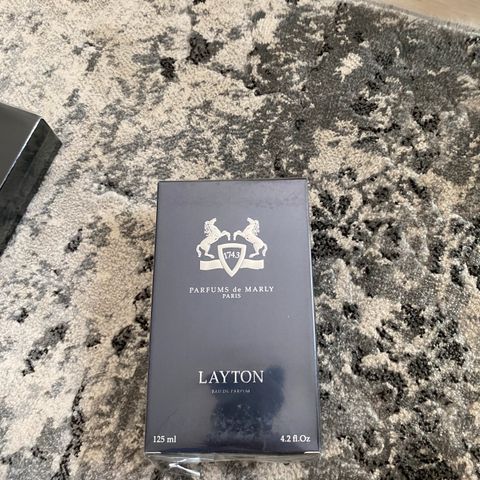 1743
PARFUMS de MARLY
PARIS
LAYTON
EAU DE PARFUM
125 ml 4.2 fl.Oz